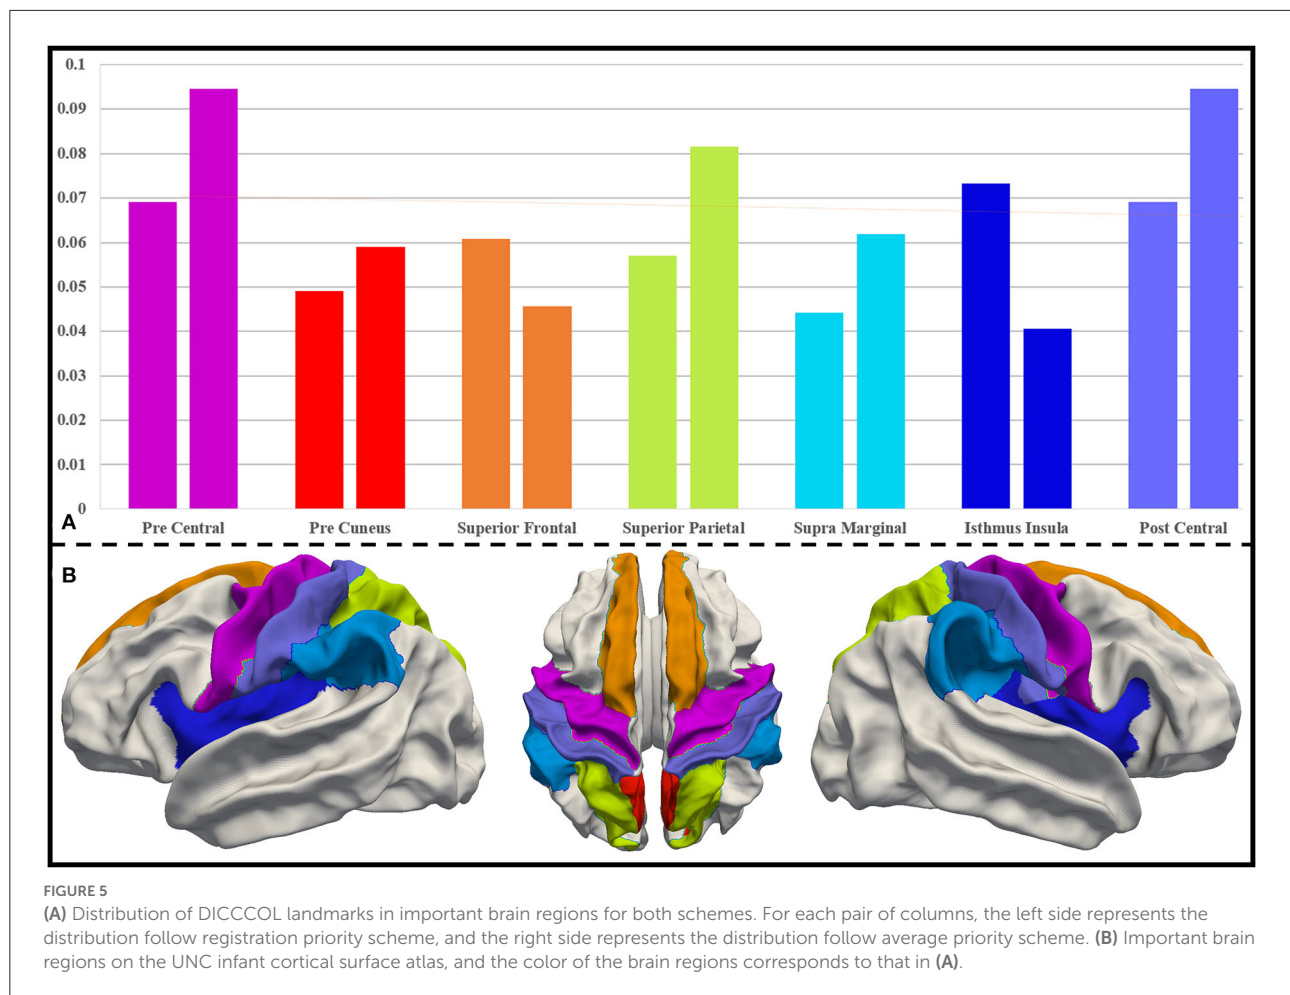 0.1
0.09
0.08
0.07
0.06
0.05
0.04
0.03
0.02
0.01
0
A
Pre Central Pre Cuneus Superior Frontal Superior Parietal Supra Marginal Isthmus Insula Post Central
B
FIGURE 5
(A) Distribution of DICCCOL landmarks in important brain regions for both schemes. For each pair of columns, the left side represents the
distribution follow registration priority scheme, and the right side represents the distribution follow average priority scheme. (B) Important brain
regions on the UNC infant cortical surface atlas, and the color of the brain regions corresponds to that in (A).